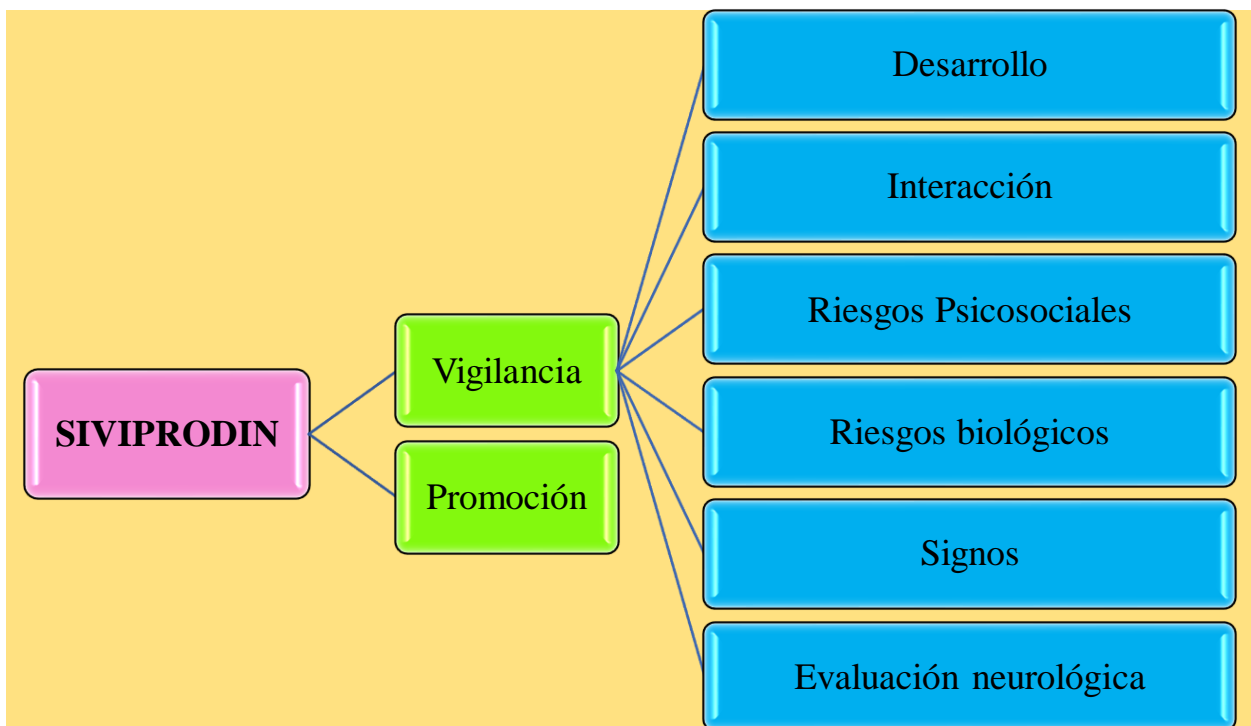 SIVIPRODIN
Vigilancia
Promoción
Desarrollo
Interacción
Riesgos Psicosociales
Riesgos biológicos
Signos
Evaluación neurológica